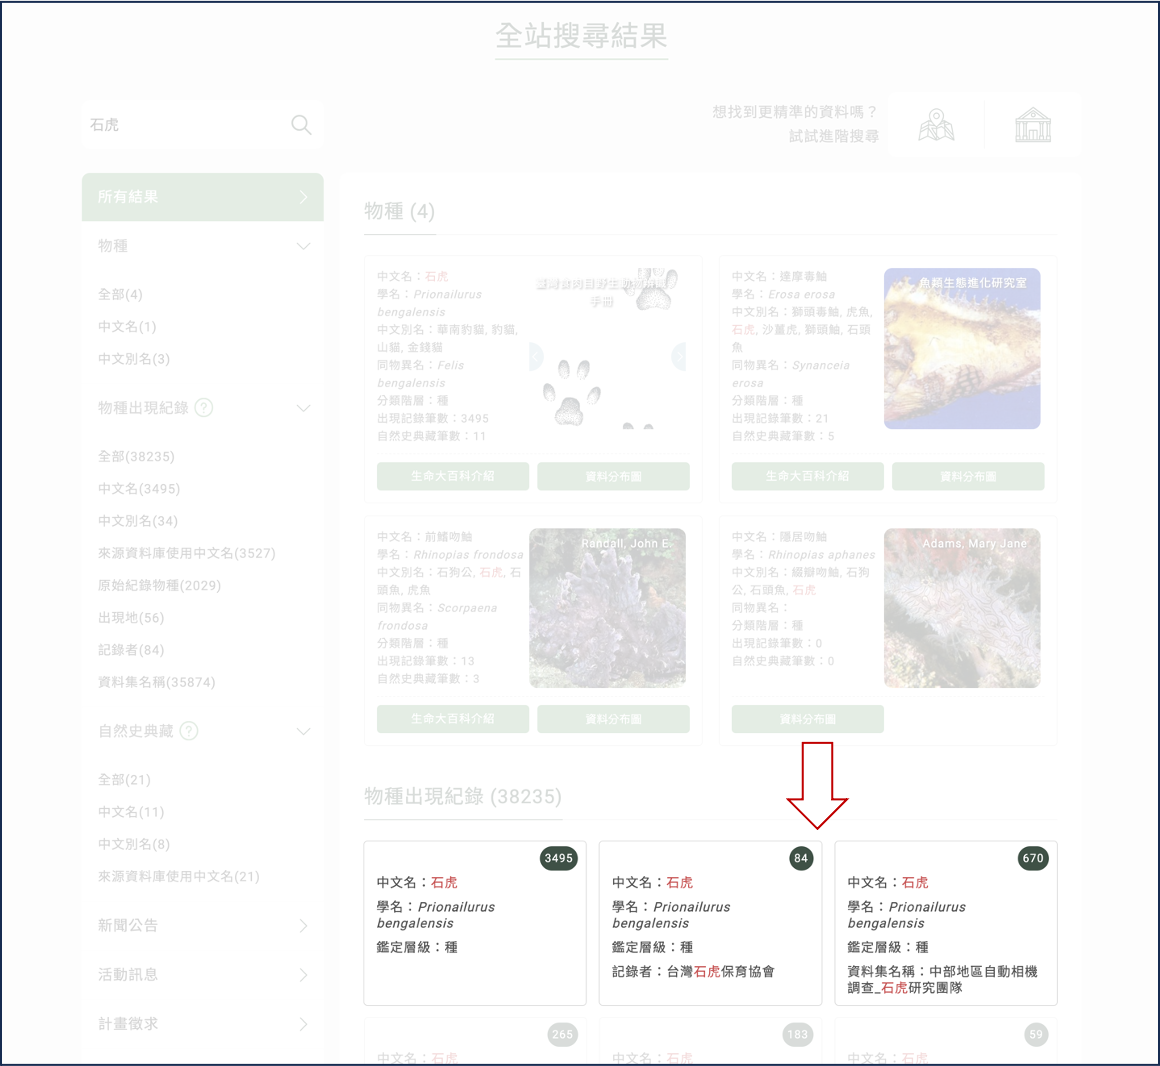 全站搜尋結果
石虎
想找到更精準的資料嗎？
試試進階搜尋
所有結果
物種
全部(4)
中文名(1)
中文別名(3)
物種出現紀錄 ?
全部(38235)
中文名(3495)
中文別名(34)
來源資料庫使用中文名(3527)
原始紀錄物種(2029)
出現地(56)
記錄者(84)
資料集名稱(35874)
自然史典藏 ?
全部(21)
中文名(11)
中文別名(8)
來源資料庫使用中文名(21)
新聞公告
活動訊息
計畫徵求
物種 (4)
中文名：石虎
學名：Prionailurus
bengalensis
中文別名：華南豹貓, 豹貓,
山貓, 金錢貓
同物異名：Felis
bengalensis
分類階層：種
出現記錄筆數：3495
自然史典藏筆數：11
手冊
生命大百科介紹
資料分布圖
中文名：達摩毒鮋
學名：Erosa erosa
中文別名：獅頭毒鮋, 虎魚,
石虎, 沙薑虎, 獅頭鮋, 石頭
魚
同物異名：Synanceia
erosa
分類階層：種
出現記錄筆數：21
自然史典藏筆數：5
魚類生態進化研究室
生命大百科介紹
資料分布圖
中文名：前鰭吻鮋
學名：Rhinopias frondosa
中文別名：石狗公, 石虎, 石
頭魚, 虎魚
同物異名：Scorpaena
frondosa
分類階層：種
出現記錄筆數：13
自然史典藏筆數：3
Randall, John E.
生命大百科介紹
資料分布圖
中文名：隱居吻鮋
學名：Rhinopias aphanes
中文別名：綴瓣吻鮋, 石狗
公, 石頭魚, 石虎
同物異名：
分類階層：種
出現記錄筆數：0
自然史典藏筆數：0
Adams, Mary Jane
資料分布圖
物種出現紀錄 (38235)
3495
中文名：石虎
學名：Prionailurus
bengalensis
鑑定層級：種
84
中文名：石虎
學名：Prionailurus
bengalensis
鑑定層級：種
記錄者：台灣石虎保育協會
670
中文名：石虎
學名：Prionailurus
bengalensis
鑑定層級：種
資料集名稱：中部地區自動相機
調查_石虎研究團隊
265
中文名：石虎
183
中文名：石虎
59
中文名：石虎